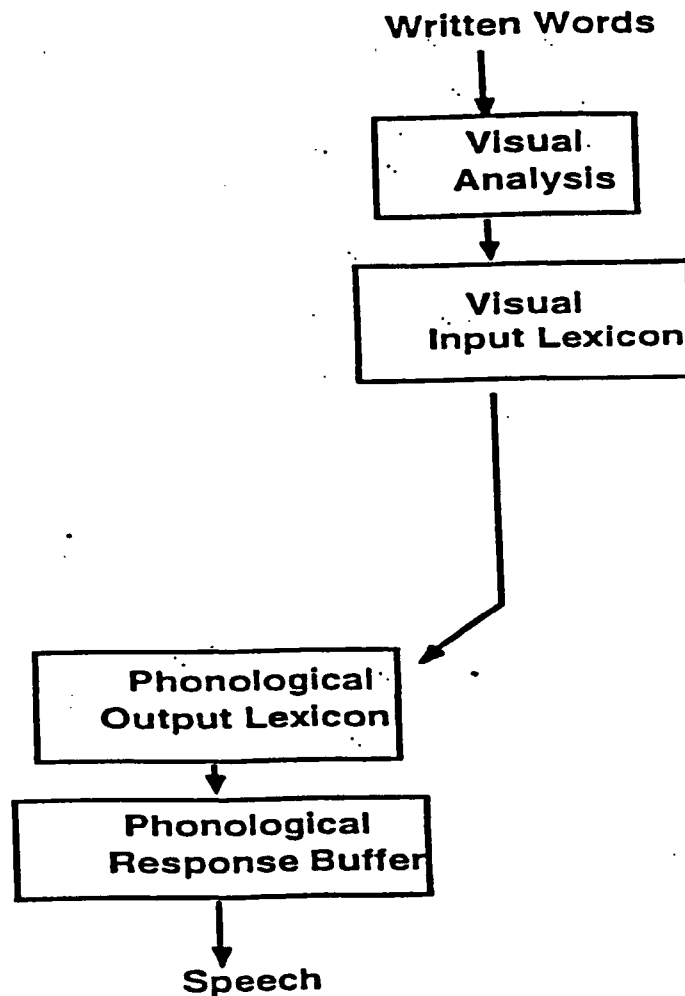 Written Words
Visual
Analysis
Visual
Input Lexicon
Phonological
Output Lexicon
Phonological
Response Buffer
Speech